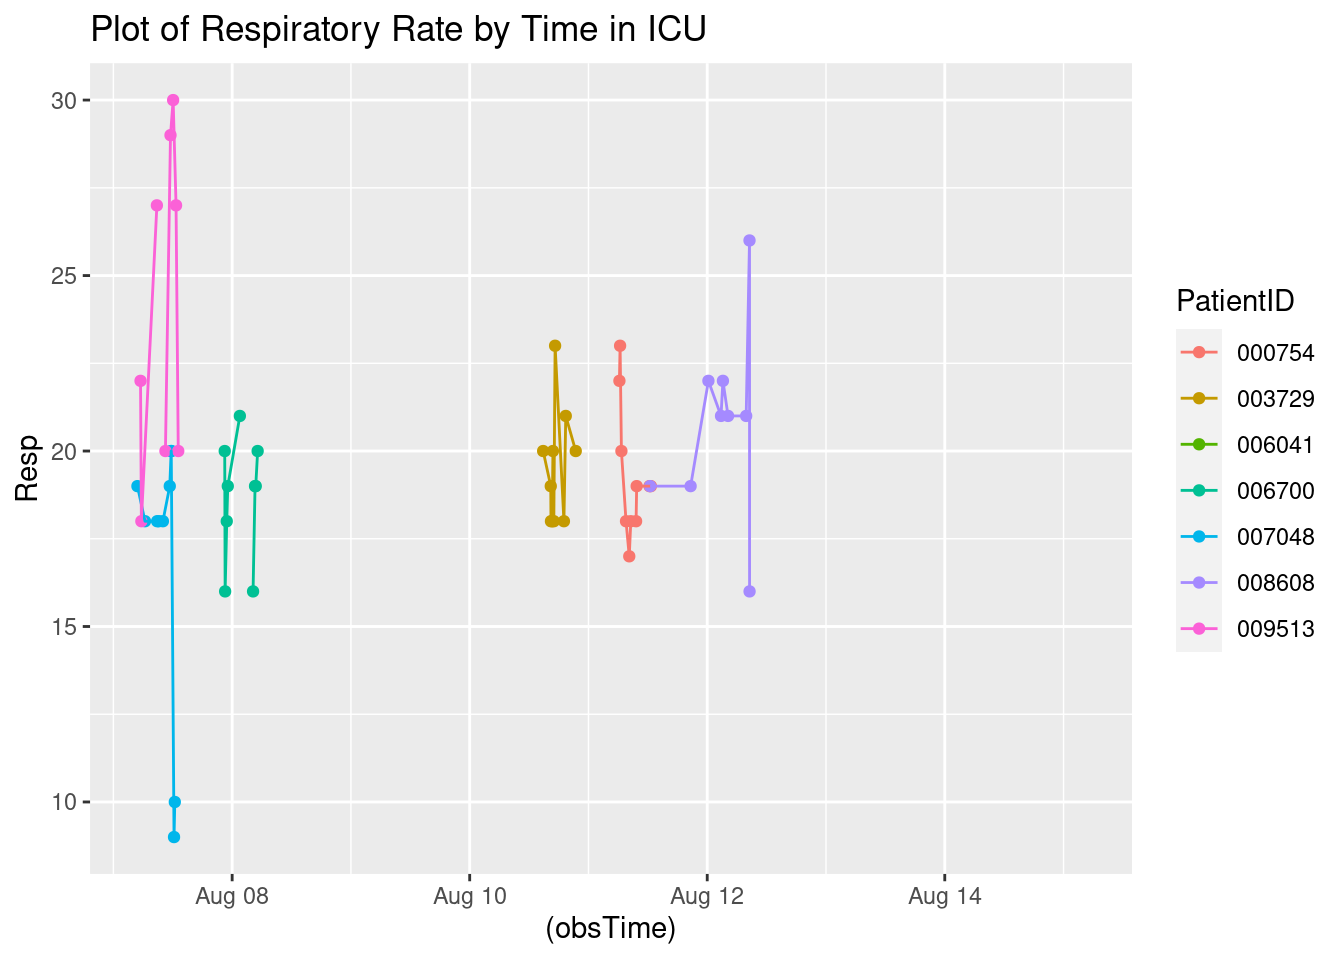 Plot of Respiratory Rate by Time in ICU
30
25
20
15
10
Resp
Aug 08
Aug 10
Aug 12
Aug 14
(obsTime)
PatientID
000754
003729
006041
006700
007048
008608
009513